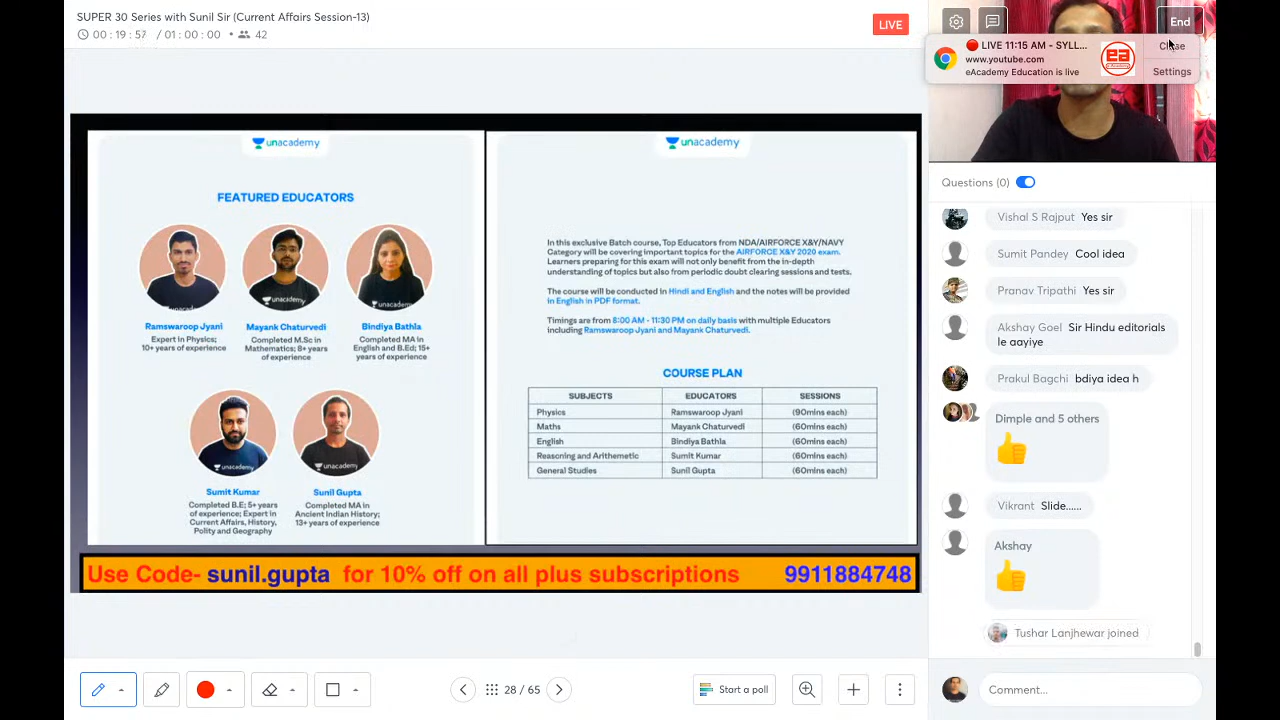 SUPER 30 Series with Sunil Sir (Current Affairs Session-13)
00:19:57 / 01:00:00 • 42
LIVE
End
LIVE 11:15 AM - SYLL...
www.youtube.com
eAcademy Education is live
ea
Close
Settings
unacademy
FEATURED EDUCATORS
unacademy
unacademy
Ramswaroop Jyani
Expert in Physics;
10+ years of experience
Mayank Chaturvedi
Completed M.Sc in
Mathematics; 8+ years
of experience
Bindiya Bathla
Completed MA in
English and B.Ed; 15+
years of experience
unacademy
unacademy
Sumit Kumar
Completed B.E; 5+ years
of experience; Expert in
Current Affairs, History,
Polity and Geography
Sunil Gupta
Completed MA in
Ancient Indian History;
13+ years of experience
unacademy
In this exclusive Batch course, Top Educators from NDA/AIRFORCE X&Y/NAVY
Category will be covering important topics for the AIRFORCE X&Y 2020 exam.
Learners preparing for this exam will not only benefit from the in-depth
understanding of topics but also from periodic doubt clearing sessions and tests.
The course will be conducted in Hindi and English and the notes will be provided
in English in PDF format.
Timings are from 8:00 AM - 11:30 PM on daily basis with multiple Educators
including Ramswaroop Jyani and Mayank Chaturvedi.
COURSE PLAN
SUBJECTS EDUCATORS SESSIONS
Physics Ramswaroop Jyani (90mins each)
Maths Mayank Chaturvedi (60mins each)
English Bindiya Bathla (60mins each)
Reasoning and Arithemetic Sumit Kumar (60mins each)
General Studies Sunil Gupta (60mins each)
Use Code- sunil.gupta for 10% off on all plus subscriptions 9911884748
Questions (0)
Vishal S Rajput Yes sir
Sumit Pandey Cool idea
Pranav Tripathi Yes sir
Akshay Goel Sir Hindu editorials
le aayiye
Prakul Bagchi bdiya idea h
Dimple and 5 others
Vikrant Slide......
Akshay
Tushar Lanjhewar joined
28 / 65
Start a poll
Comment...